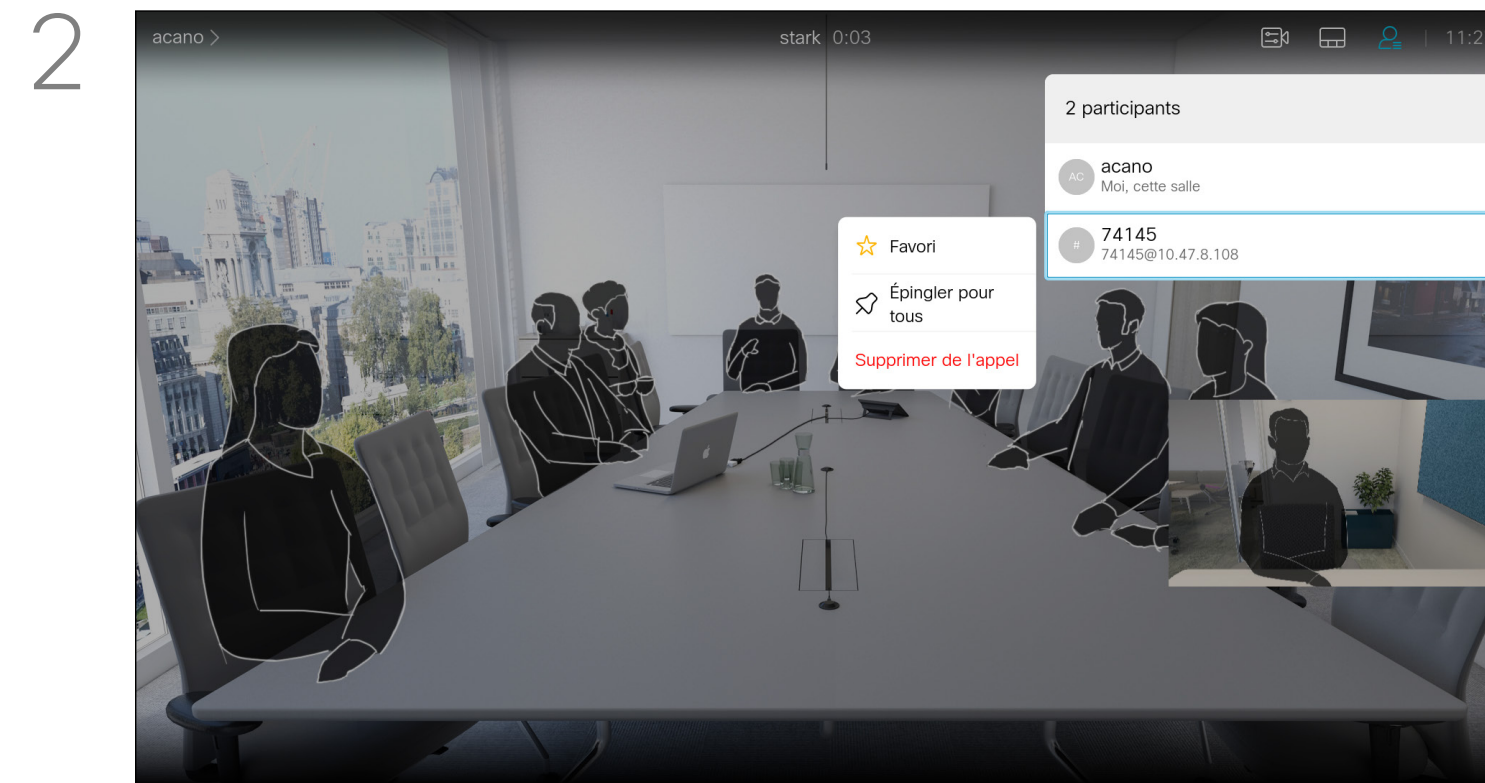 2
acano >
stark 0:03
11:2
2 participants
AC
acano
Moi, cette salle
#
74145
74145@10.47.8.108
Favori
Épingler pour
tous
Supprimer de l'appel